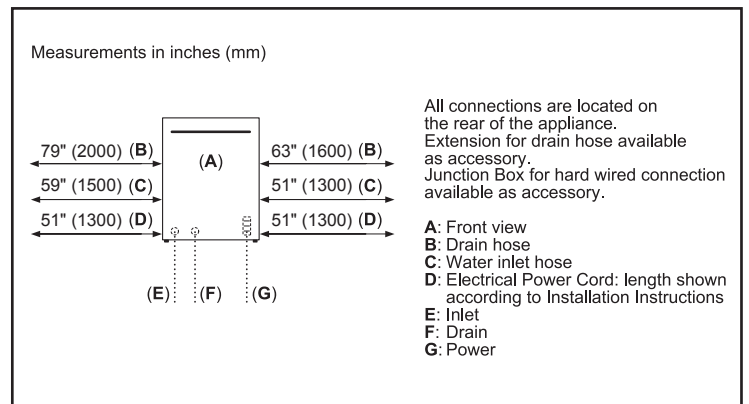 Measurements in inches (mm)
79" (2000) (B)
59" (1500) (C)
51" (1300) (D)
(A)
63" (1600) (B)
51" (1300) (C)
51" (1300) (D)
(E)
(F)
(G)
All connections are located on
the rear of the appliance.
Extension for drain hose available
as accessory.
Junction Box for hard wired connection
available as accessory.
A: Front view
B: Drain hose
C: Water inlet hose
D: Electrical Power Cord: length shown
according to Installation Instructions
E: Inlet
F: Drain
G: Power